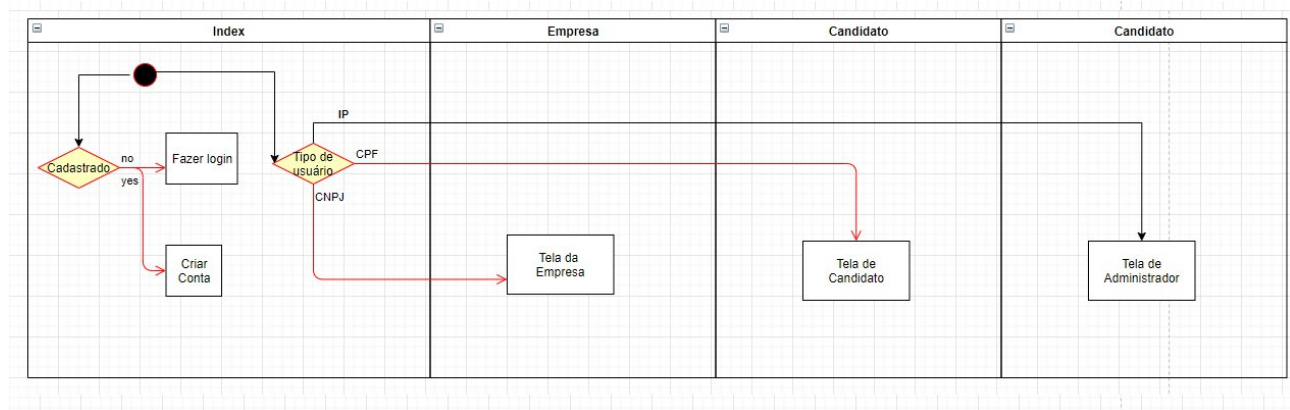 Index
Empresa
Candidato
Candidato
IP
Cadastrado
no
yes
Fazer login
Tipo de
usuário
CPF
CNPJ
Criar
Conta
Tela da
Empresa
Tela de
Candidato
Tela de
Administrador